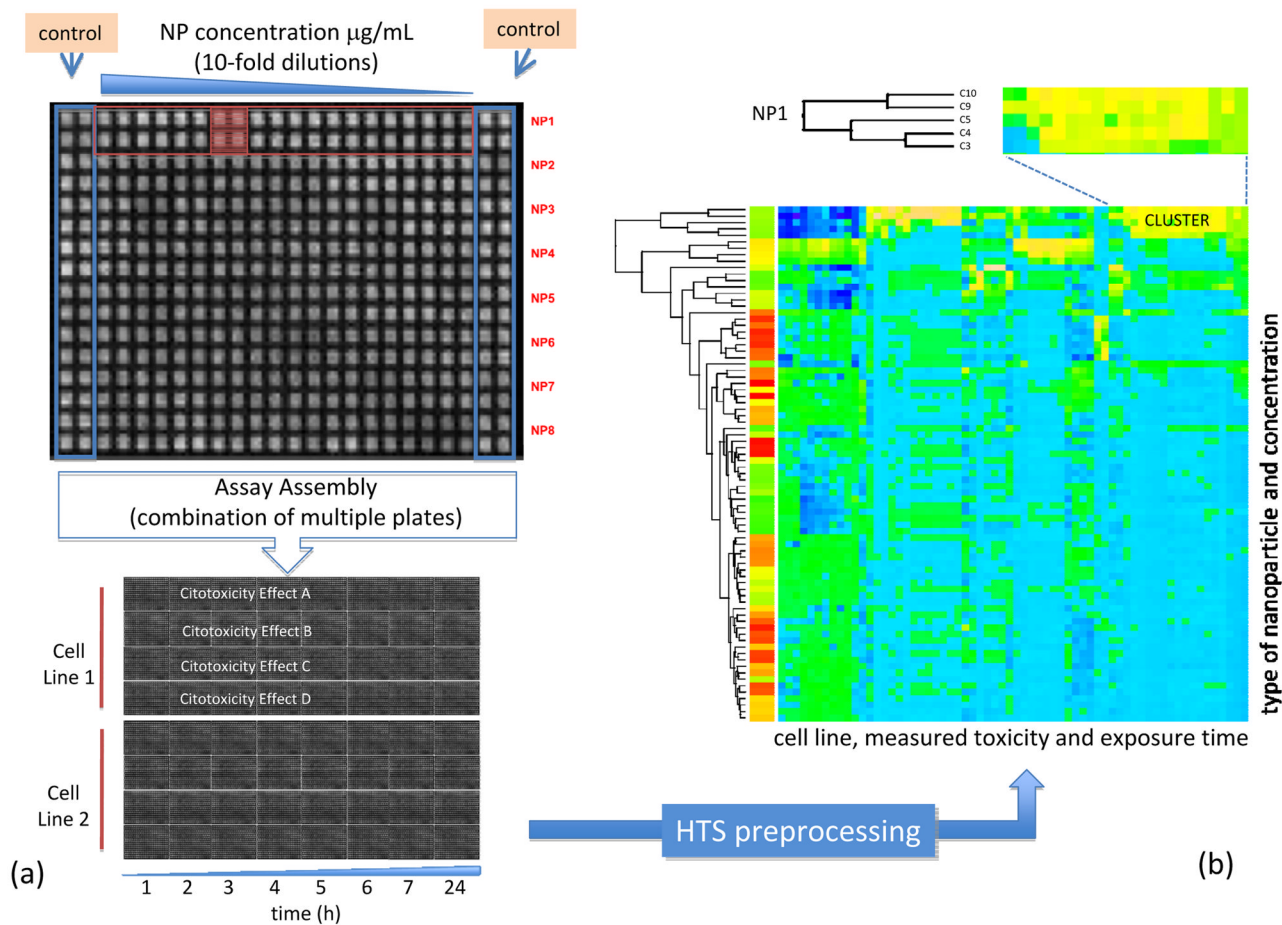 control
NP concentration μg/mL
(10-fold dilutions)
control
NP1
NP2
NP3
NP4
NP5
NP6
NP7
NP8
Assay Assembly
(combination of multiple plates)
Citotoxicity Effect A
Citotoxicity Effect B
Citotoxicity Effect C
Citotoxicity Effect D
Cell
Line 1
Cell
Line 2
1 2 3 4 5 6 7 24
time (h)
(a)
NP1
C10
C9
C5
C4
C3
CLUSTER
type of nanoparticle and concentration
cell line, measured toxicity and exposure time
HTS preprocessing
(b)